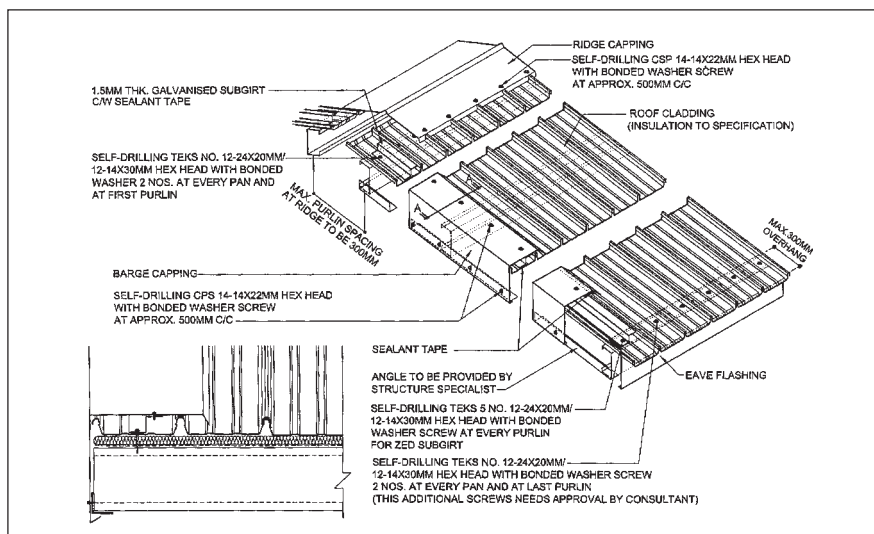 RIDGE CAPPING
SELF-DRILLING CSP 14-14X22MM HEX HEAD
WITH BONDED WASHER SCREW
AT APPROX. 500MM C/C
1.5MM THK. GALVANISED SUBGIRT
C/W SEALANT TAPE
ROOF CLADDING
(INSULATION TO SPECIFICATION)
SELF-DRILLING TEKS NO. 12-24X20MM/
12-14X30MM HEX HEAD WITH BONDED
WASHER 2 NOS. AT EVERY PAN AND
AT FIRST PURLIN
MAX. PURLIN SPACING
AT RIDGE TO BE 300MM
A
A
MAX.300MM
OVERHANG
BARGE CAPPING
SELF-DRILLING CPS 14-14X22MM HEX HEAD
WITH BONDED WASHER SCREW
AT APPROX. 500MM C/C
SEALANT TAPE
ANGLE TO BE PROVIDED BY
STRUCTURE SPECIALIST
EAVE FLASHING
SELF-DRILLING TEKS 5 NO. 12-24X20MM/
12-14X30MM HEX HEAD WITH BONDED
WASHER SCREW AT EVERY PURLIN
FOR ZED SUBGIRT
SELF-DRILLING TEKS NO. 12-24X20MM/
12-14X30MM HEX HEAD WITH BONDED WASHER SCREW
2 NOS. AT EVERY PAN AND AT LAST PURLIN
(THIS ADDITIONAL SCREWS NEEDS APPROVAL BY CONSULTANT)